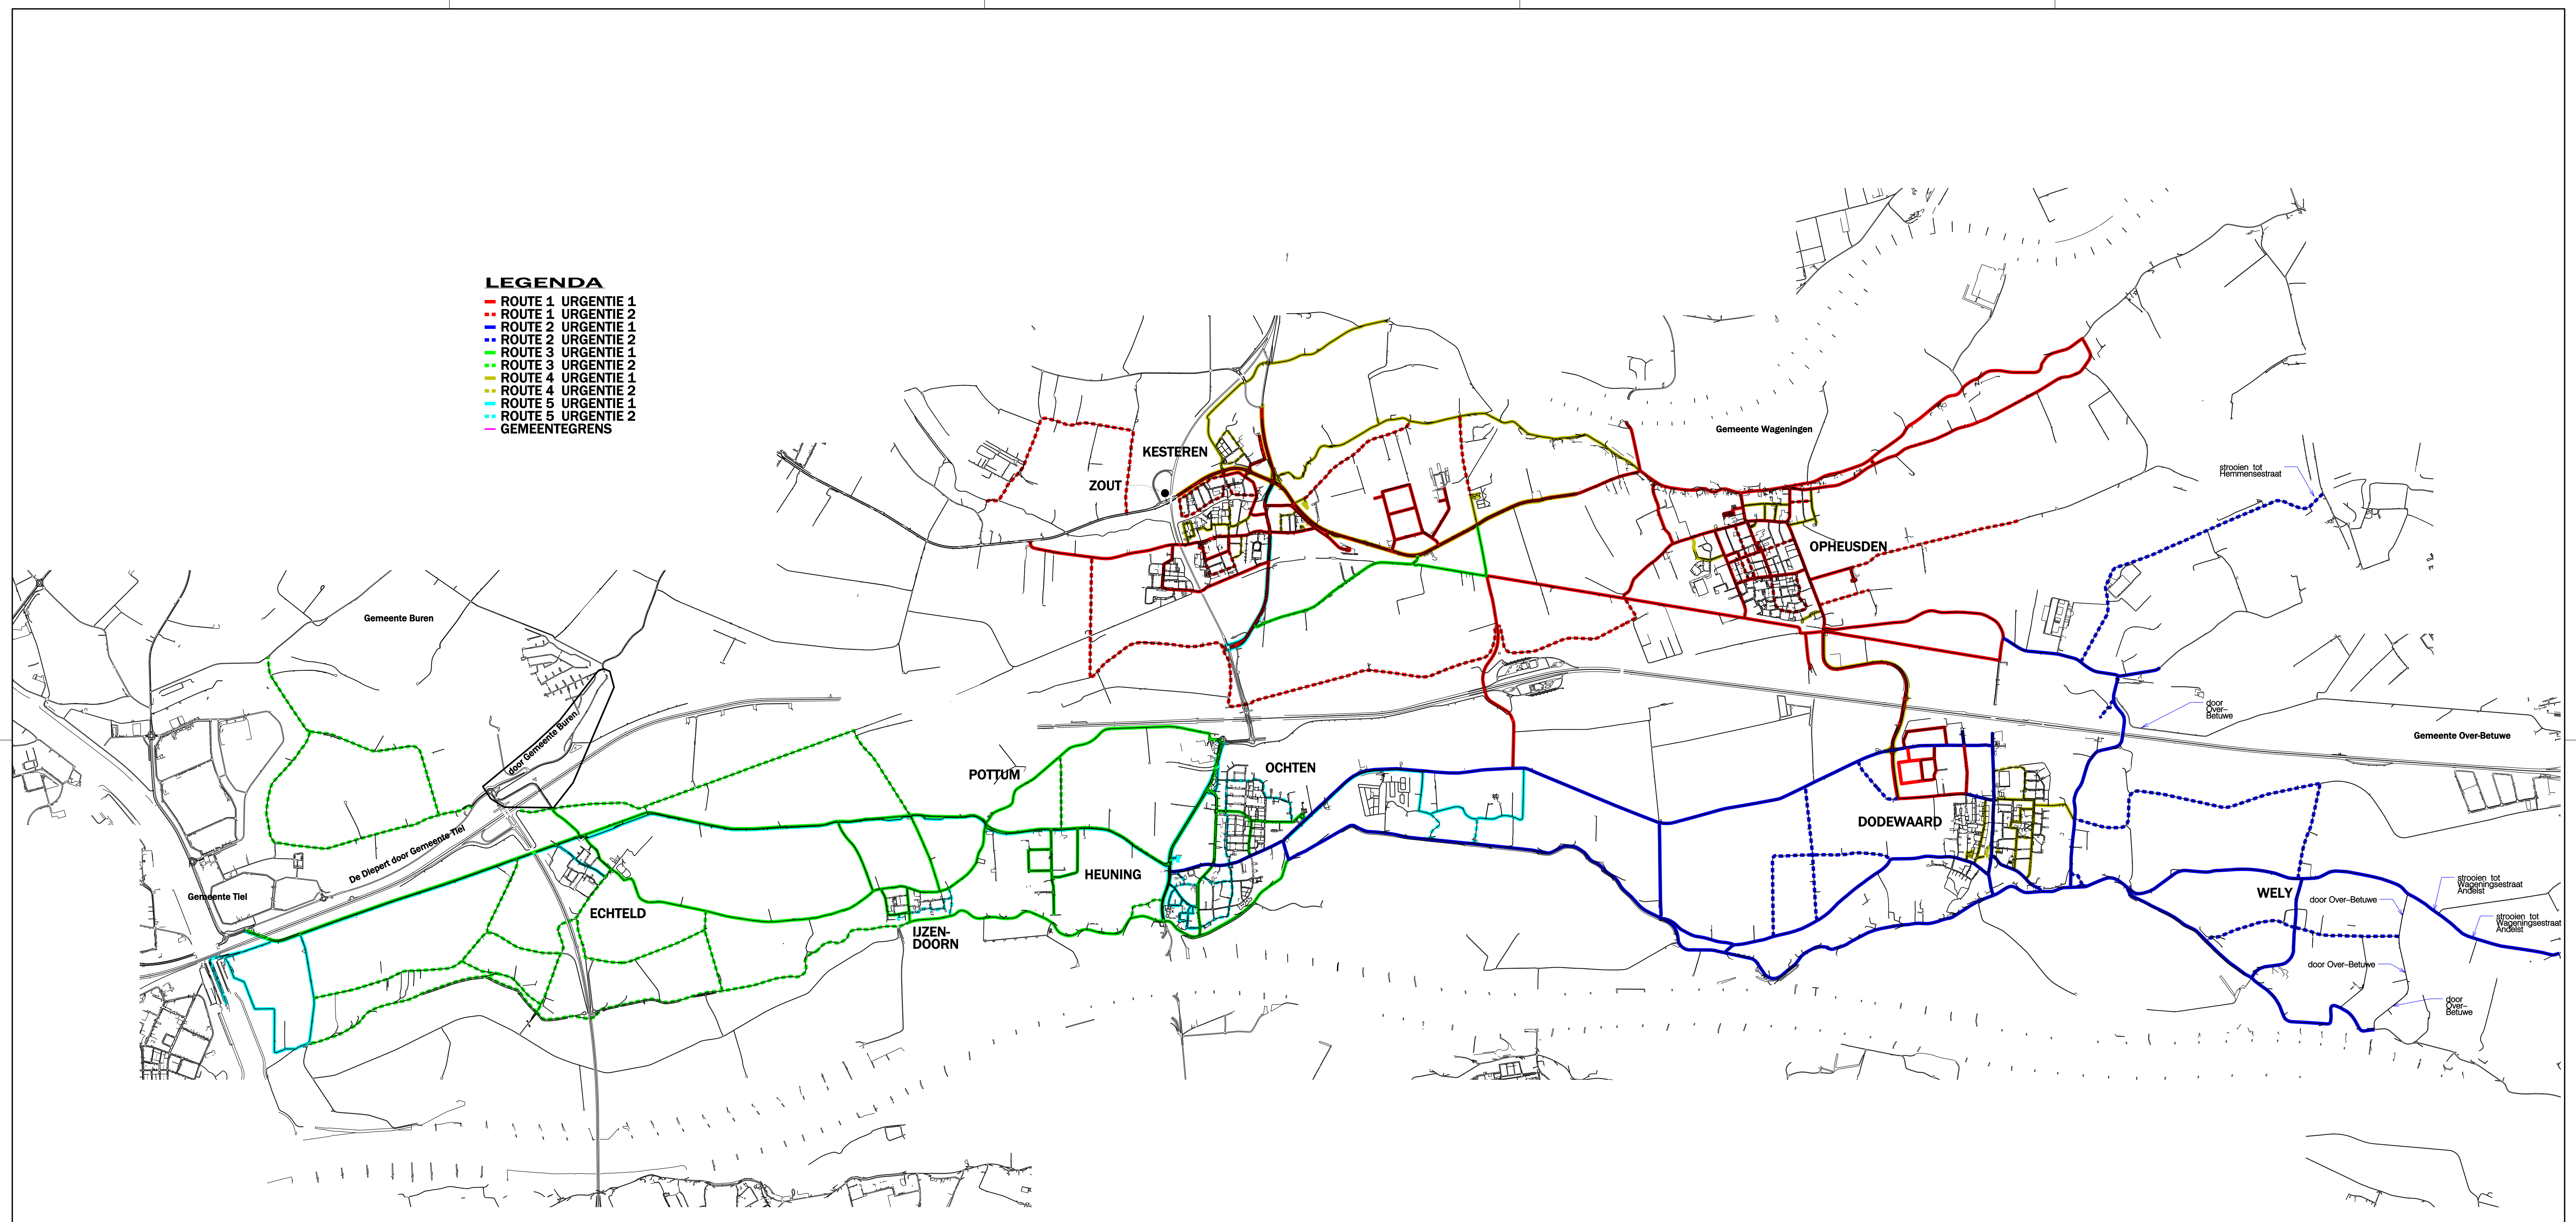 LEGENDA
ROUTE 1 URGENTIE 1
ROUTE 1 URGENTIE 2
ROUTE 2 URGENTIE 1
ROUTE 2 URGENTIE 2
ROUTE 3 URGENTIE 1
ROUTE 3 URGENTIE 2
ROUTE 4 URGENTIE 1
ROUTE 4 URGENTIE 2
ROUTE 5 URGENTIE 1
ROUTE 5 URGENTIE 2
GEMEENTEGRENS
Gemeente Wageningen
KESTEREN
ZOUT
strooien tot
Hemmensestraat
OPHEUSDEN
Gemeente Buren
door Gemeente Buren
door
Over-
Betuwe
Gemeente Over-Betuwe
POTTUM
OCHTEN
DODEWAARD
De Diepert door Gemeente Tiel
HEUNING
Gemeente Tiel
ECHTELD
IJZEN-
DOORN
WELY
strooien tot
Wageningsestraat
Andelst
door Over-Betuwe
strooien tot
Wageningsestraat
Andelst
door Over-Betuwe
door
Over-
Betuwe